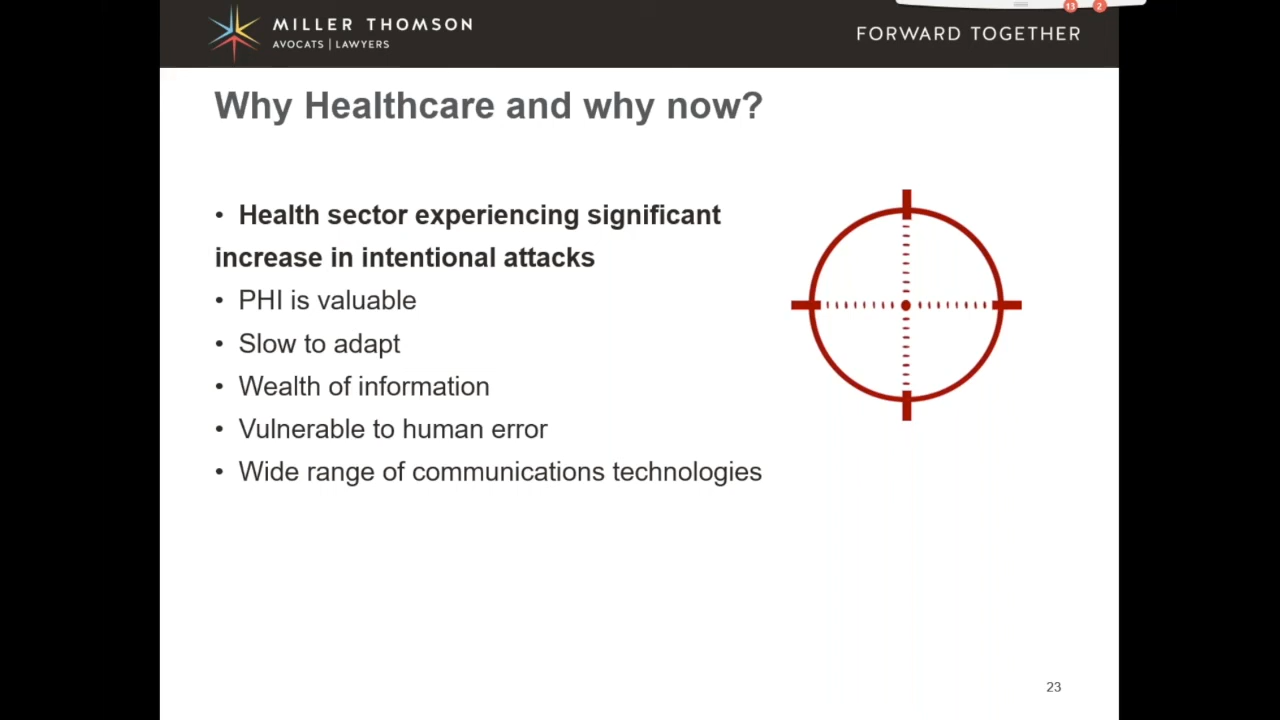 MILLER THOMSON
AVOCATS | LAWYERS
FORWARD TOGETHER
13
2
Why Healthcare and why now?
• Health sector experiencing significant
increase in intentional attacks
• PHI is valuable
• Slow to adapt
• Wealth of information
• Vulnerable to human error
• Wide range of communications technologies
23